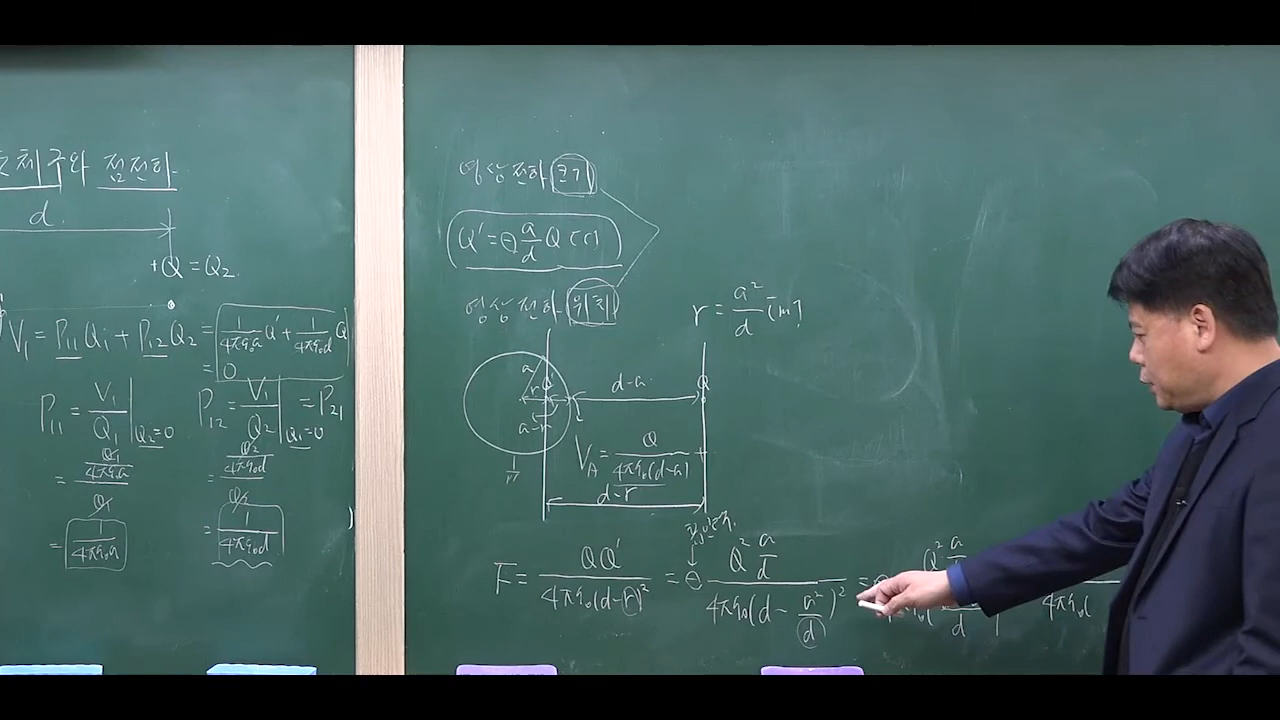 체구와 점전하
d.
+Q = Q₂
V₁ = P₁₁Q₁ + P₁₂Q₂ = 1/4πε₀a Q' + 1/4πε₀d Q
= 0
P₁₁ = V₁/Q₁ |Q₂=0
P₁₂ = V₁/Q₂ |Q₁=0 = P₂₁
= Q₁/4πε₀a / Q₁
= Q₂/4πε₀d / Q₂
= 1/4πε₀a
= 1/4πε₀d
영상전하 크기
Q' = ⊖ a/d Q [C]
영상전하 위치
r = a²/d [m]
a
r
Q'
d-a
Q
a-r
V_A = Q/4πε₀(d-a)
d-r
F = QQ'/4πε₀(d-r)² = ⊖ Q² a/d / 4πε₀(d - a²/d)² =
Q² a/d
d
4πε₀(